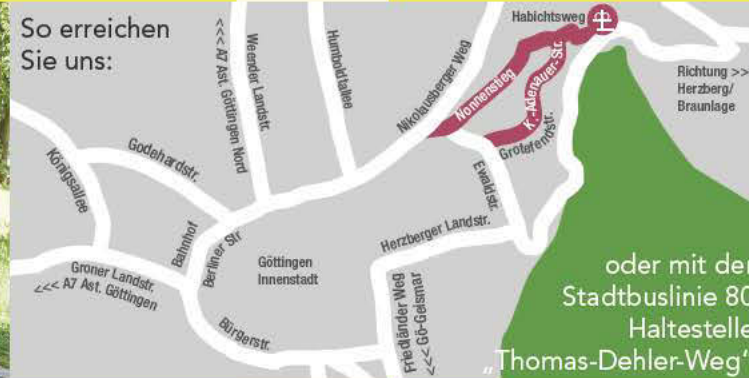 So erreichen
Sie uns:
Habichtsweg
<<< A7 Ast. Göttingen Nord
Weender Landstr.
Humboldtallee
Nikolausberger Weg
Nonnenstieg
K.-Adenauer-Str.
Richtung >>
Herzberg/
Braunlage
Königsallee
Godehardstr.
Grotefendstr.
Ewaldstr.
Bahnhof
Berliner Str
Göttingen
Innenstadt
Herzberger Landstr.
Groner Landstr.
<<< A7 Ast. Göttingen
Bürgerstr.
Friedländer Weg
<<< Gö-Geismar
oder mit der
Stadtbuslinie 80
Haltestelle
„Thomas-Dehler-Weg“